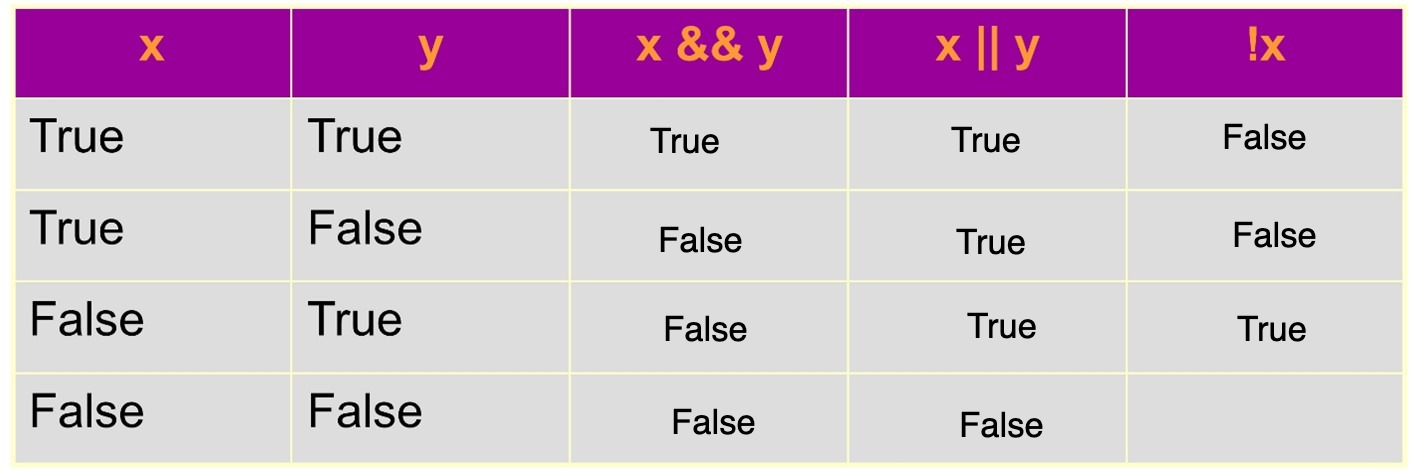 x y x && y x || y !x
True True True True False
True False False True False
False True False True True
False False False False